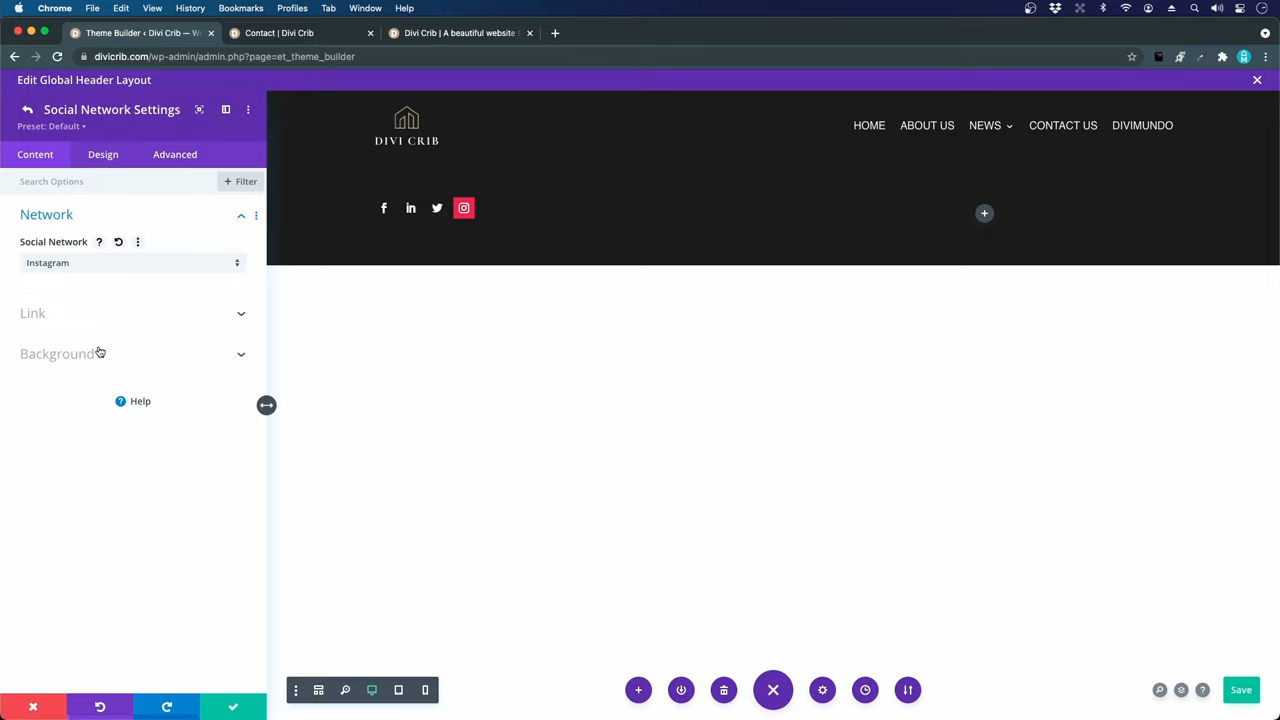 Chrome File Edit View History Bookmarks Profiles Tab Window Help
Theme Builder ‹ Divi Crib — W
Contact | Divi Crib
Divi Crib | A beautiful website
divicrib.com/wp-admin/admin.php?page=et_theme_builder
Edit Global Header Layout
Social Network Settings
Preset: Default
Content Design Advanced
Search Options
+ Filter
Network
Social Network ?
Instagram
Link
Background
? Help
DIVI CRIB
HOME ABOUT US NEWS CONTACT US DIVIMUNDO
Save